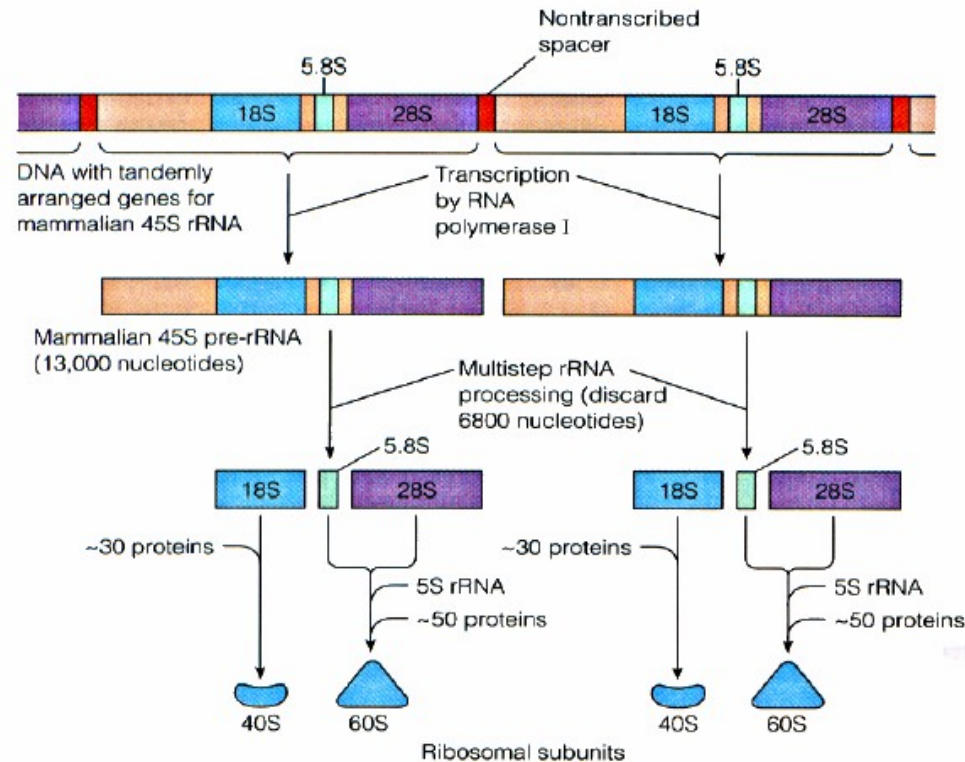 Nontranscribed
spacer
5.8S
5.8S
18S
28S
18S
28S
DNA with tandemly
arranged genes for
mammalian 45S rRNA
Transcription
by RNA
polymerase I
Mammalian 45S pre-rRNA
(13,000 nucleotides)
Multistep rRNA
processing (discard
6800 nucleotides)
5.8S
5.8S
18S
28S
18S
28S
~30 proteins
~30 proteins
5S rRNA
5S rRNA
~50 proteins
~50 proteins
40S
60S
40S
60S
Ribosomal subunits